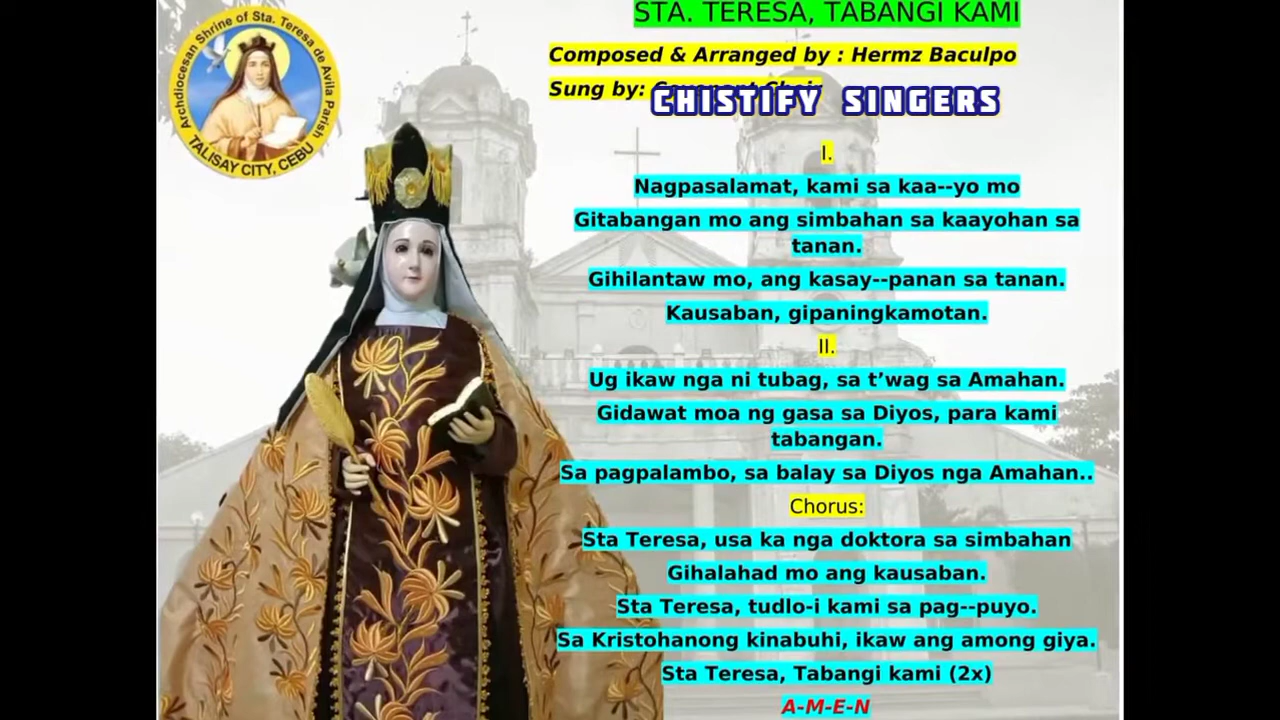 Archdiocesan Shrine of Sta. Teresa de Avila Parish
TALISAY CITY, CEBU
STA. TERESA, TABANGI KAMI
Composed & Arranged by : Hermz Baculpo
Sung by:
CHISTIFY SINGERS
I.
Nagpasalamat, kami sa kaa--yo mo
Gitabangan mo ang simbahan sa kaayohan sa
tanan.
Gihilantaw mo, ang kasay--panan sa tanan.
Kausaban, gipaningkamotan.
II.
Ug ikaw nga ni tubag, sa t’wag sa Amahan.
Gidawat moa ng gasa sa Diyos, para kami
tabangan.
Sa pagpalambo, sa balay sa Diyos nga Amahan..
Chorus:
Sta Teresa, usa ka nga doktora sa simbahan
Gihalahad mo ang kausaban.
Sta Teresa, tudlo-i kami sa pag--puyo.
Sa Kristohanong kinabuhi, ikaw ang among giya.
Sta Teresa, Tabangi kami (2x)
A-M-E-N